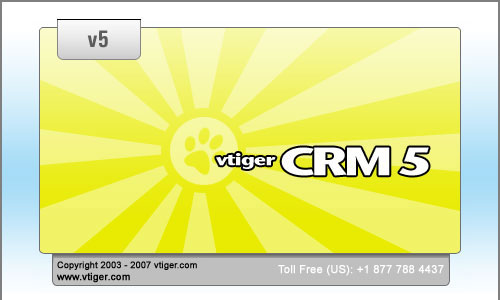 v5
vtiger CRM 5
Copyright 2003 - 2007 vtiger.com
www.vtiger.com
Toll Free (US): +1 877 788 4437